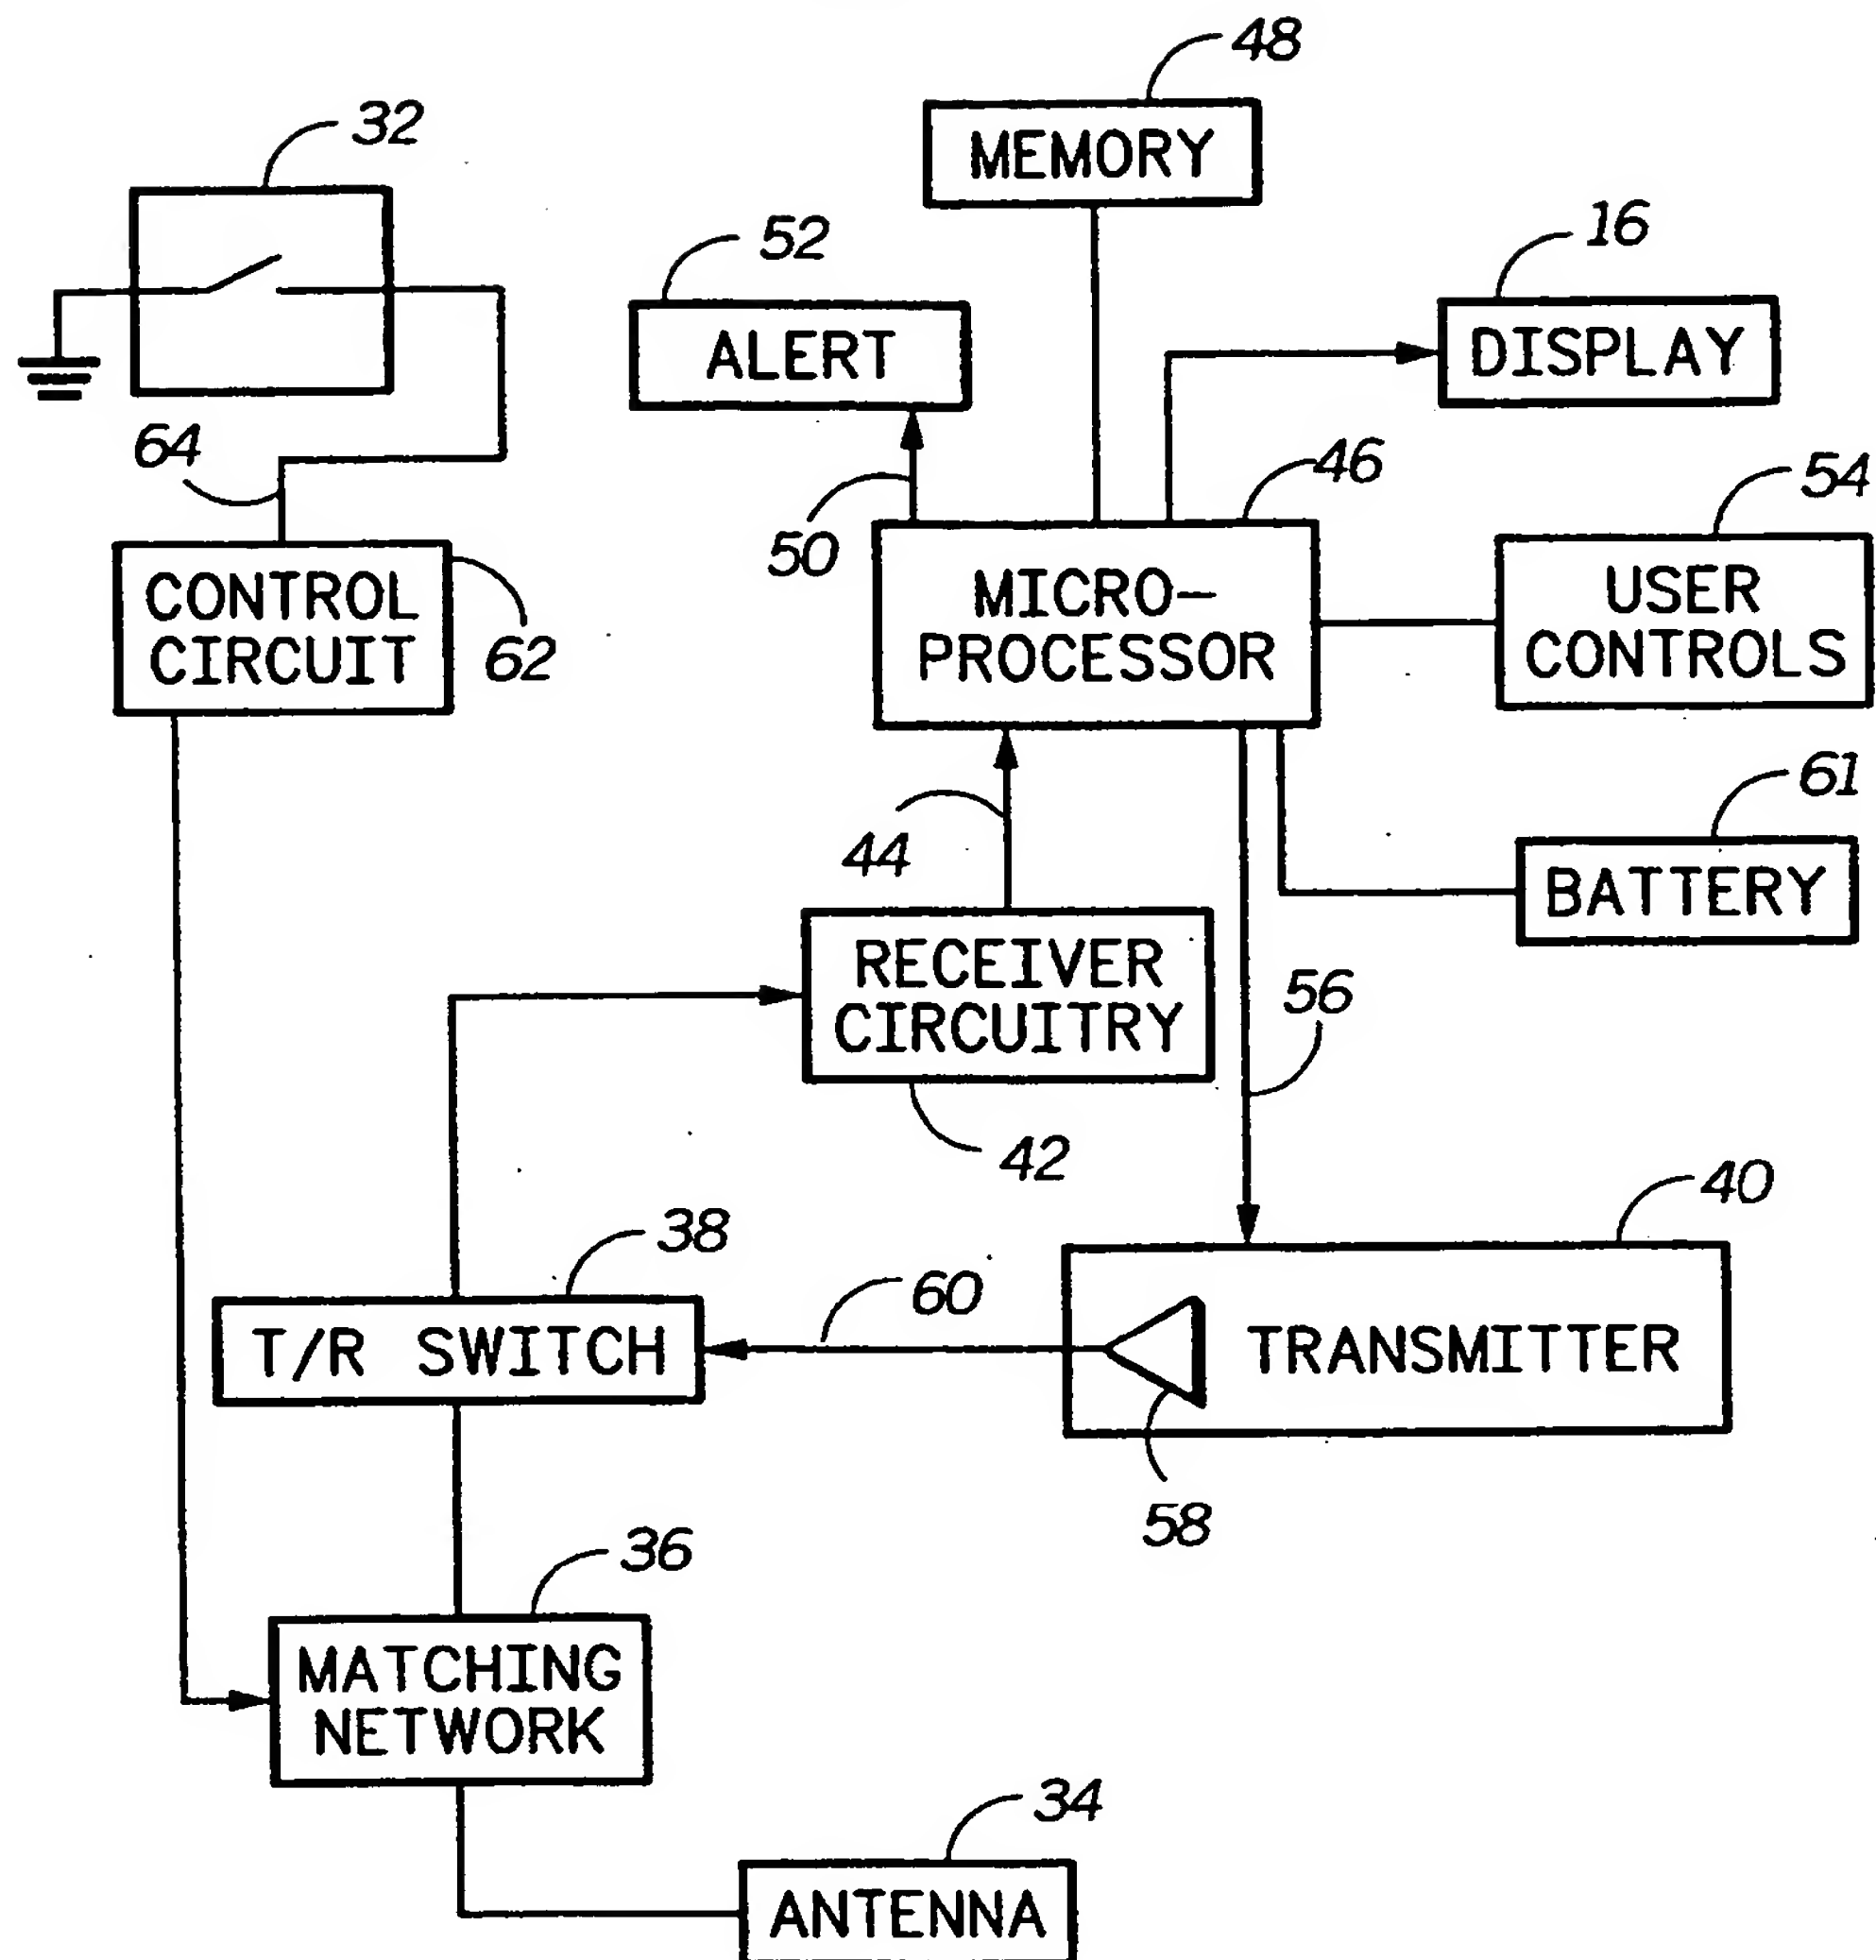 48
MEMORY
32
52
ALERT
16
DISPLAY
64
50
46
54
CONTROL
CIRCUIT
62
MICRO-
PROCESSOR
USER
CONTROLS
61
BATTERY
44
RECEIVER
CIRCUITRY
42
56
40
38
T/R SWITCH
60
TRANSMITTER
58
36
MATCHING
NETWORK
34
ANTENNA